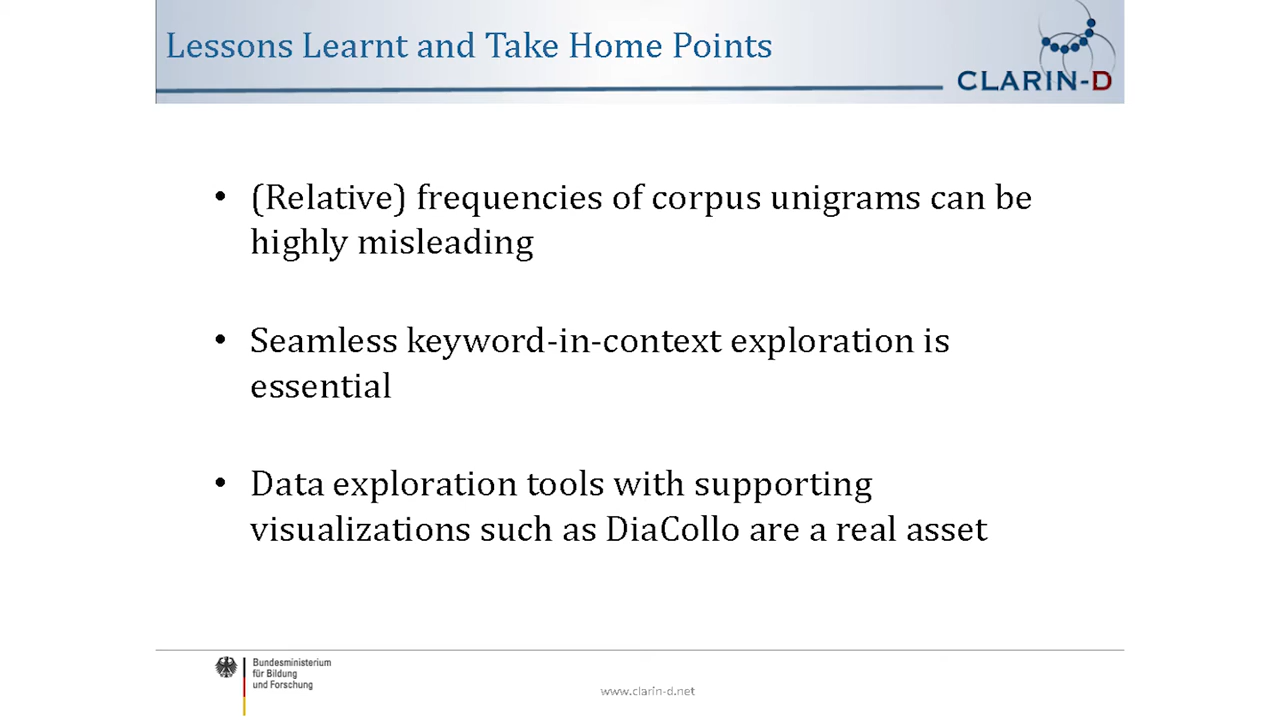 Lessons Learnt and Take Home Points
CLARIN-D
• (Relative) frequencies of corpus unigrams can be
highly misleading
• Seamless keyword-in-context exploration is
essential
• Data exploration tools with supporting
visualizations such as DiaCollo are a real asset
Bundesministerium
für Bildung
und Forschung
www.clarin-d.net